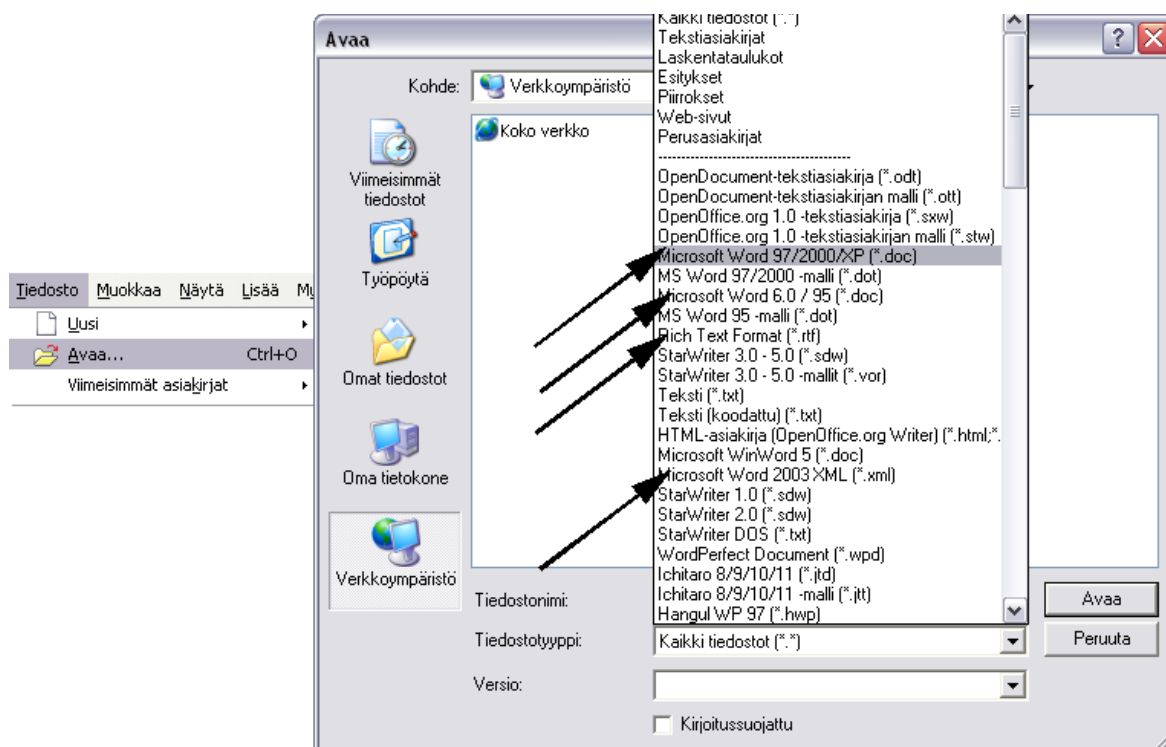 Tiedosto Muokkaa Näytä Lisää
Uusi
Avaa... Ctrl+O
Viimeisimmät asiakirjat
Avaa
Kohde: Verkkoympäristö
Koko verkko
Viimeisimmät
tiedostot
Työpöytä
Omat tiedostot
Oma tietokone
Verkkoympäristö
Kaikki tiedostot (*.*)
Tekstiasiakirjat
Laskentataulukot
Esitykset
Piirrokset
Web-sivut
Perusasiakirjat
-------------------------------------------
OpenDocument-tekstiasiakirja (*.odt)
OpenDocument-tekstiasiakirjan malli (*.ott)
OpenOffice.org 1.0 -tekstiasiakirja (*.sxw)
OpenOffice.org 1.0 -tekstiasiakirjan malli (*.stw)
Microsoft Word 97/2000/XP (*.doc)
MS Word 97/2000 -malli (*.dot)
Microsoft Word 6.0 / 95 (*.doc)
MS Word 95 -malli (*.dot)
Rich Text Format (*.rtf)
StarWriter 3.0 - 5.0 (*.sdw)
StarWriter 3.0 - 5.0 -mallit (*.vor)
Teksti (*.txt)
Teksti (koodattu) (*.txt)
HTML-asiakirja (OpenOffice.org Writer) (*.html;*.
Microsoft WinWord 5 (*.doc)
Microsoft Word 2003 XML (*.xml)
StarWriter 1.0 (*.sdw)
StarWriter 2.0 (*.sdw)
StarWriter DOS (*.txt)
WordPerfect Document (*.wpd)
Ichitaro 8/9/10/11 (*.jtd)
Ichitaro 8/9/10/11 -malli (*.jtt)
Hangul WP 97 (*.hwp)
Tiedostonimi: Avaa
Tiedostotyyppi: Kaikki tiedostot (*.*) Peruuta
Versio:
Kirjoitussuojattu